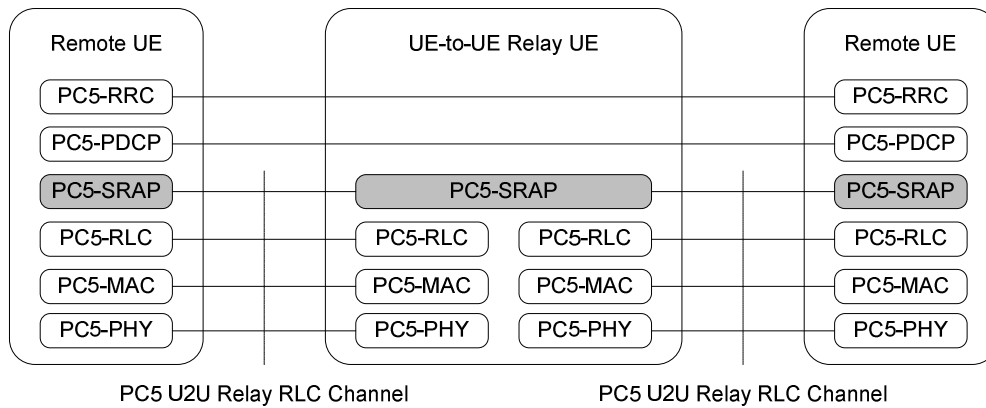 Remote UE
UE-to-UE Relay UE
Remote UE
PC5-RRC
PC5-RRC
PC5-PDCP
PC5-PDCP
PC5-SRAP
PC5-SRAP
PC5-SRAP
PC5-RLC
PC5-RLC
PC5-RLC
PC5-RLC
PC5-MAC
PC5-MAC
PC5-MAC
PC5-MAC
PC5-PHY
PC5-PHY
PC5-PHY
PC5-PHY
PC5 U2U Relay RLC Channel
PC5 U2U Relay RLC Channel